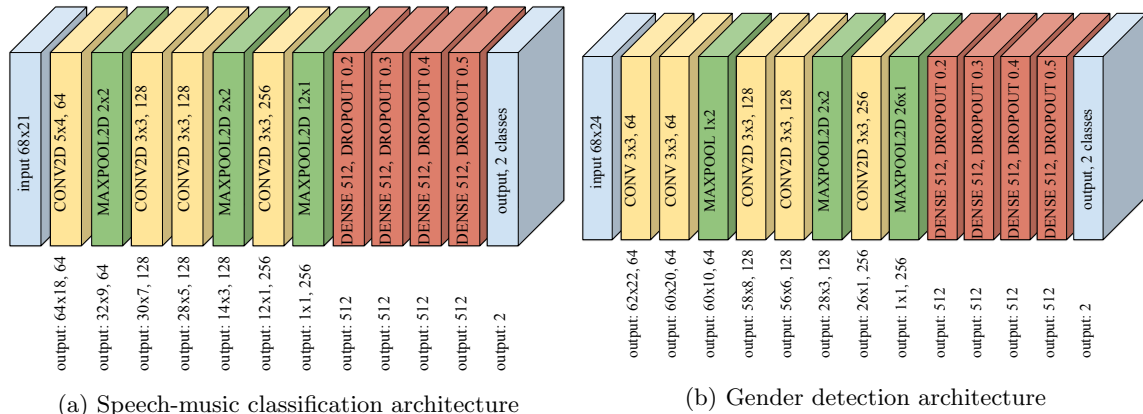 input 68x21
CONV2D 5x4, 64
MAXPOOL2D 2x2
CONV2D 3x3, 128
CONV2D 3x3, 128
MAXPOOL2D 2x2
CONV2D 3x3, 256
MAXPOOL2D 12x1
DENSE 512, DROPOUT 0.2
DENSE 512, DROPOUT 0.3
DENSE 512, DROPOUT 0.4
DENSE 512, DROPOUT 0.5
output, 2 classes
output: 64x18, 64
output: 32x9, 64
output: 30x7, 128
output: 28x5, 128
output: 14x3, 128
output: 12x1, 256
output: 1x1, 256
output: 512
output: 512
output: 512
output: 512
output: 2
(a) Speech-music classification architecture
input 68x24
CONV 3x3, 64
CONV 3x3, 64
MAXPOOL 1x2
CONV2D 3x3, 128
CONV2D 3x3, 128
MAXPOOL2D 2x2
CONV2D 3x3, 256
MAXPOOL2D 26x1
DENSE 512, DROPOUT 0.2
DENSE 512, DROPOUT 0.3
DENSE 512, DROPOUT 0.4
DENSE 512, DROPOUT 0.5
output, 2 classes
output: 62x22, 64
output: 60x20, 64
output: 60x10, 64
output: 58x8, 128
output: 56x6, 128
output: 28x3, 128
output: 26x1, 256
output: 1x1, 256
output: 512
output: 512
output: 512
output: 512
output: 2
(b) Gender detection architecture